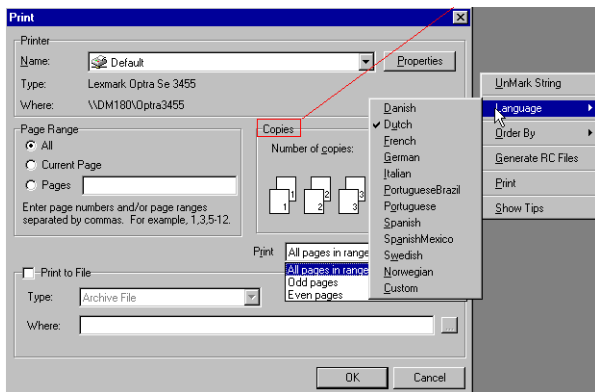 Print
Printer
Name:
Default
Properties
Type:
Lexmark Optra Se 3455
Where:
\\DM180\Optra3455
Page Range
All
Current Page
Pages
Enter page numbers and/or page ranges
separated by commas. For example, 1,3,5-12.
Copies
Number of copies:
1 1 2 2 3 3
Print
All pages in range
All pages in range
Odd pages
Even pages
Print to File
Type:
Archive File
Where:
...
OK
Cancel
Danish
Dutch
French
German
Italian
PortugueseBrazil
Portuguese
Spanish
SpanishMexico
Swedish
Norwegian
Custom
UnMark String
Language
Order By
Generate RC Files
Print
Show Tips